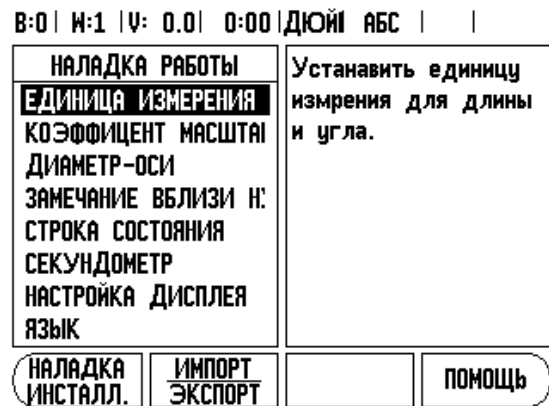 B:0 | W:1 | V: 0.0 | 0:00 | ДЮЙ АБС | |
НАЛАДКА РАБОТЫ
ЕДИНИЦА ИЗМЕРЕНИЯ
КОЭФФИЦЕНТ МАСШТА
ДИАМЕТР-ОСИ
ЗАМЕЧАНИЕ ВБЛИЗИ
СТРОКА СОСТОЯНИЯ
СЕКУНДОМЕТР
НАСТРОЙКА ДИСПЛЕЯ
ЯЗЫК
Устанавить единицу
измрения для длины
и угла.
НАЛАДКА
ИНСТАЛЛ.
ИМПОРТ
ЭКСПОРТ
ПОМОЩЬ